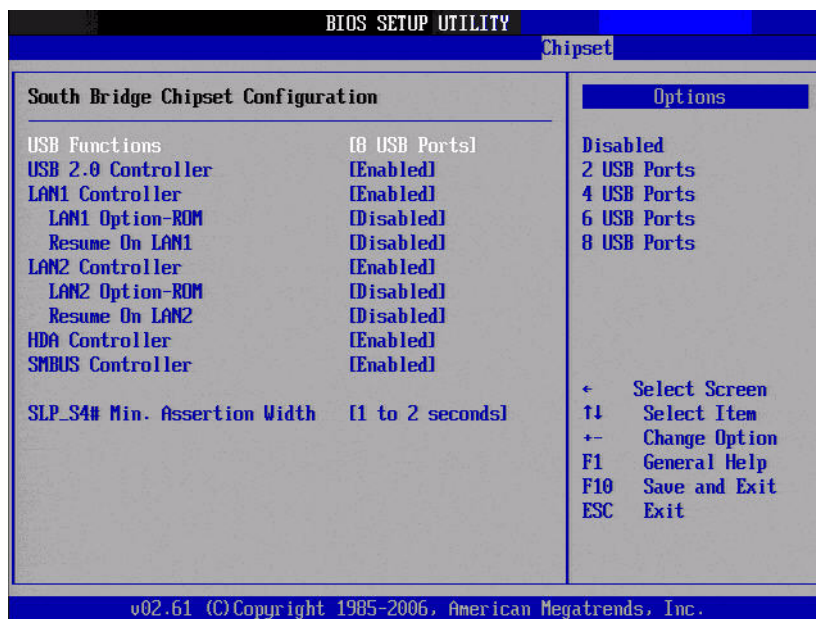 BIOS SETUP UTILITY
Chipset
South Bridge Chipset Configuration
USB Functions [8 USB Ports]
USB 2.0 Controller [Enabled]
LAN1 Controller [Enabled]
LAN1 Option-ROM [Disabled]
Resume On LAN1 [Disabled]
LAN2 Controller [Enabled]
LAN2 Option-ROM [Disabled]
Resume On LAN2 [Disabled]
HDA Controller [Enabled]
SMBUS Controller [Enabled]
SLP_S4# Min. Assertion Width [1 to 2 seconds]
Options
Disabled
2 USB Ports
4 USB Ports
6 USB Ports
8 USB Ports
← Select Screen
↑↓ Select Item
+- Change Option
F1 General Help
F10 Save and Exit
ESC Exit
v02.61 (C)Copyright 1985-2006, American Megatrends, Inc.